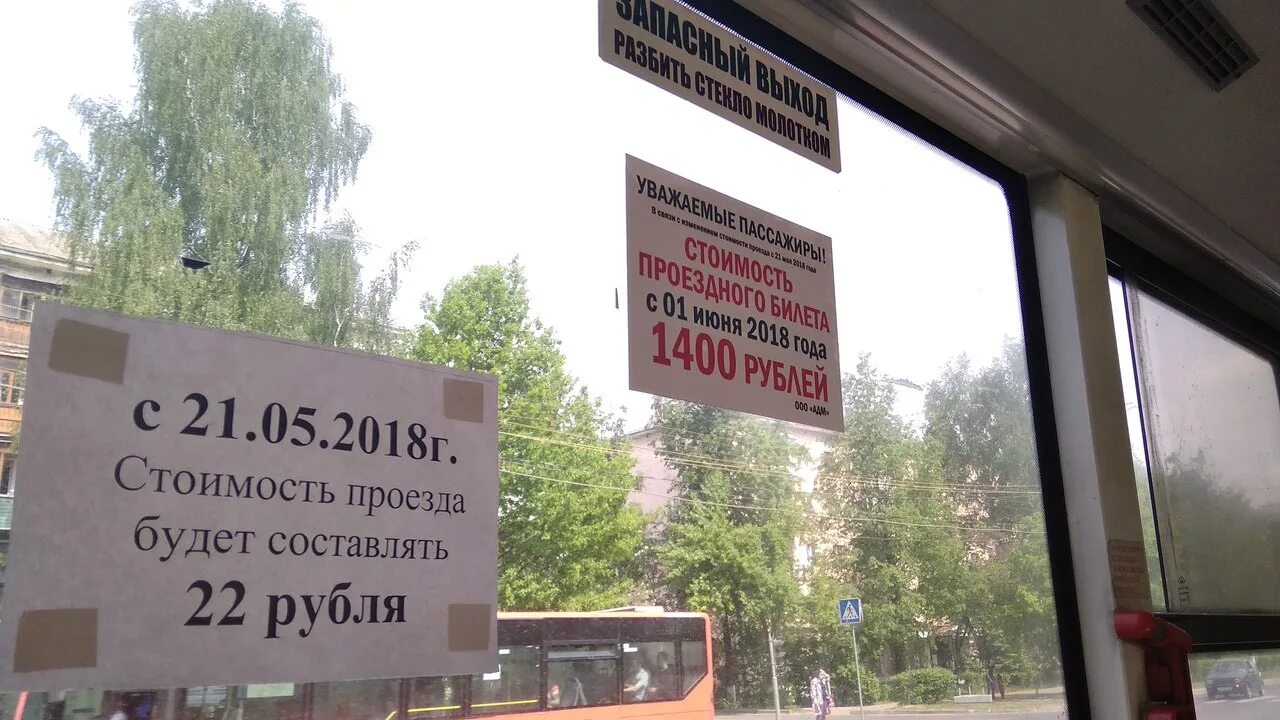 ЗАПАСНЫЙ ВЫХОД
РАЗБИТЬ СТЕКЛО МОЛОТКОМ
УВАЖАЕМЫЕ ПАССАЖИРЫ!
В связи с изменением стоимости проезда с 21 мая 2018 года
СТОИМОСТЬ
ПРОЕЗДНОГО БИЛЕТА
с 01 июня 2018 года
1400 РУБЛЕЙ
ООО «АДМ»
с 21.05.2018г.
Стоимость проезда
будет составлять
22 рубля